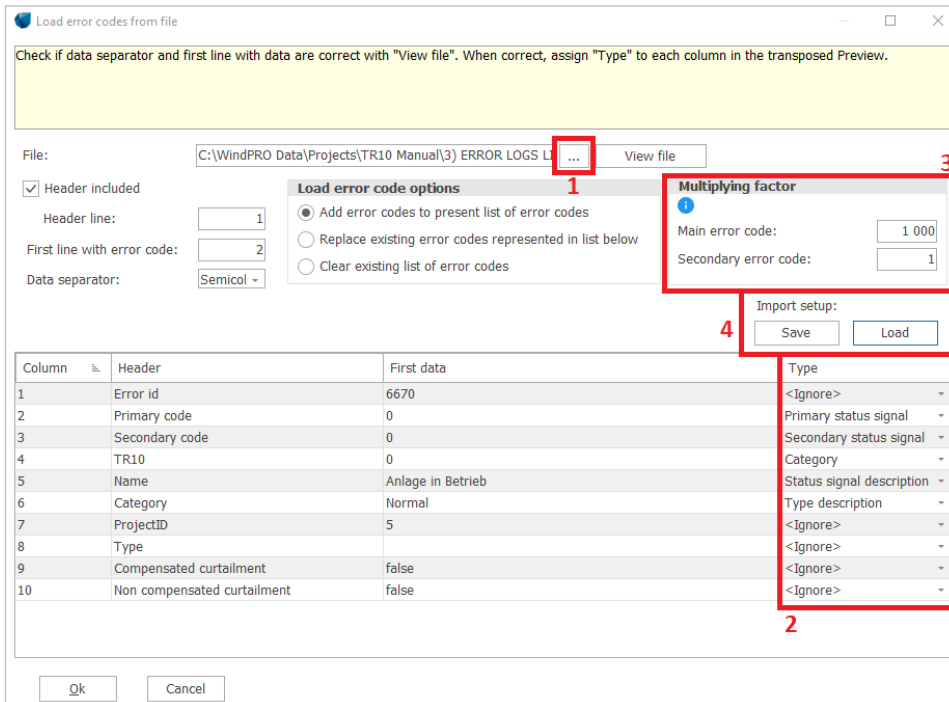 Load error codes from file
Check if data separator and first line with data are correct with "View file". When correct, assign "Type" to each column in the transposed Preview.
File: C:\WindPRO Data\Projects\TR10 Manual\3) ERROR LOGS LI ... View file
1
3
Header included
Header line: 1
First line with error code: 2
Data separator: Semicol
Load error code options
Add error codes to present list of error codes
Replace existing error codes represented in list below
Clear existing list of error codes
Multiplying factor
Main error code: 1 000
Secondary error code: 1
4
Import setup:
Save Load
Column Header First data Type
1 Error id 6670 <Ignore>
2 Primary code 0 Primary status signal
3 Secondary code 0 Secondary status signal
4 TR10 0 Category
5 Name Anlage in Betrieb Status signal description
6 Category Normal Type description
7 ProjectID 5 <Ignore>
8 Type <Ignore>
9 Compensated curtailment false <Ignore>
10 Non compensated curtailment false <Ignore>
2
Ok Cancel